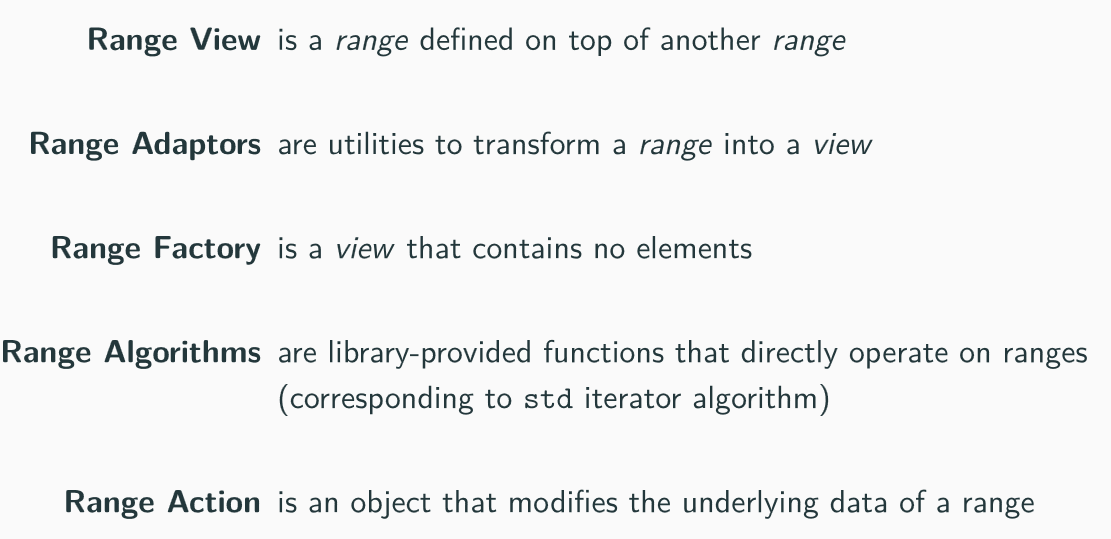 Range View is a range defined on top of another range
Range Adaptors are utilities to transform a range into a view
Range Factory is a view that contains no elements
Range Algorithms are library-provided functions that directly operate on ranges
(corresponding to std iterator algorithm)
Range Action is an object that modifies the underlying data of a range